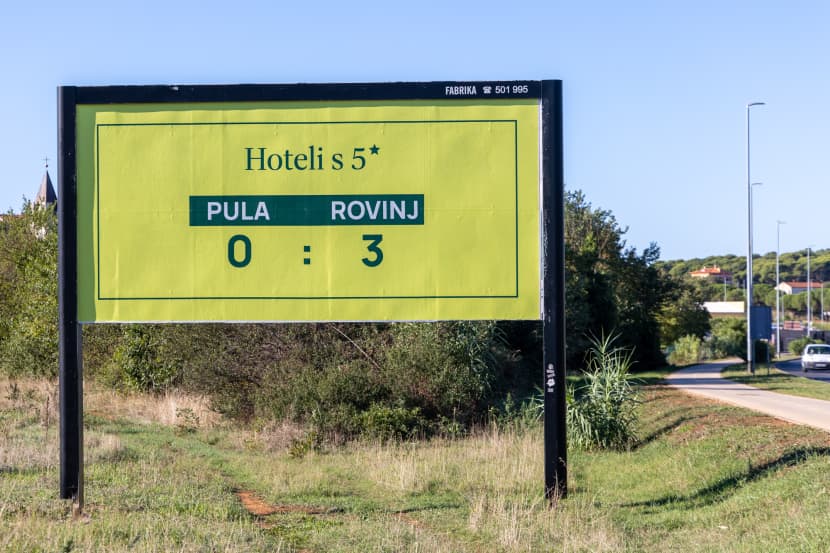 FABRIKA ☎ 501 995
Hoteli s 5★
PULA ROVINJ
0 : 3